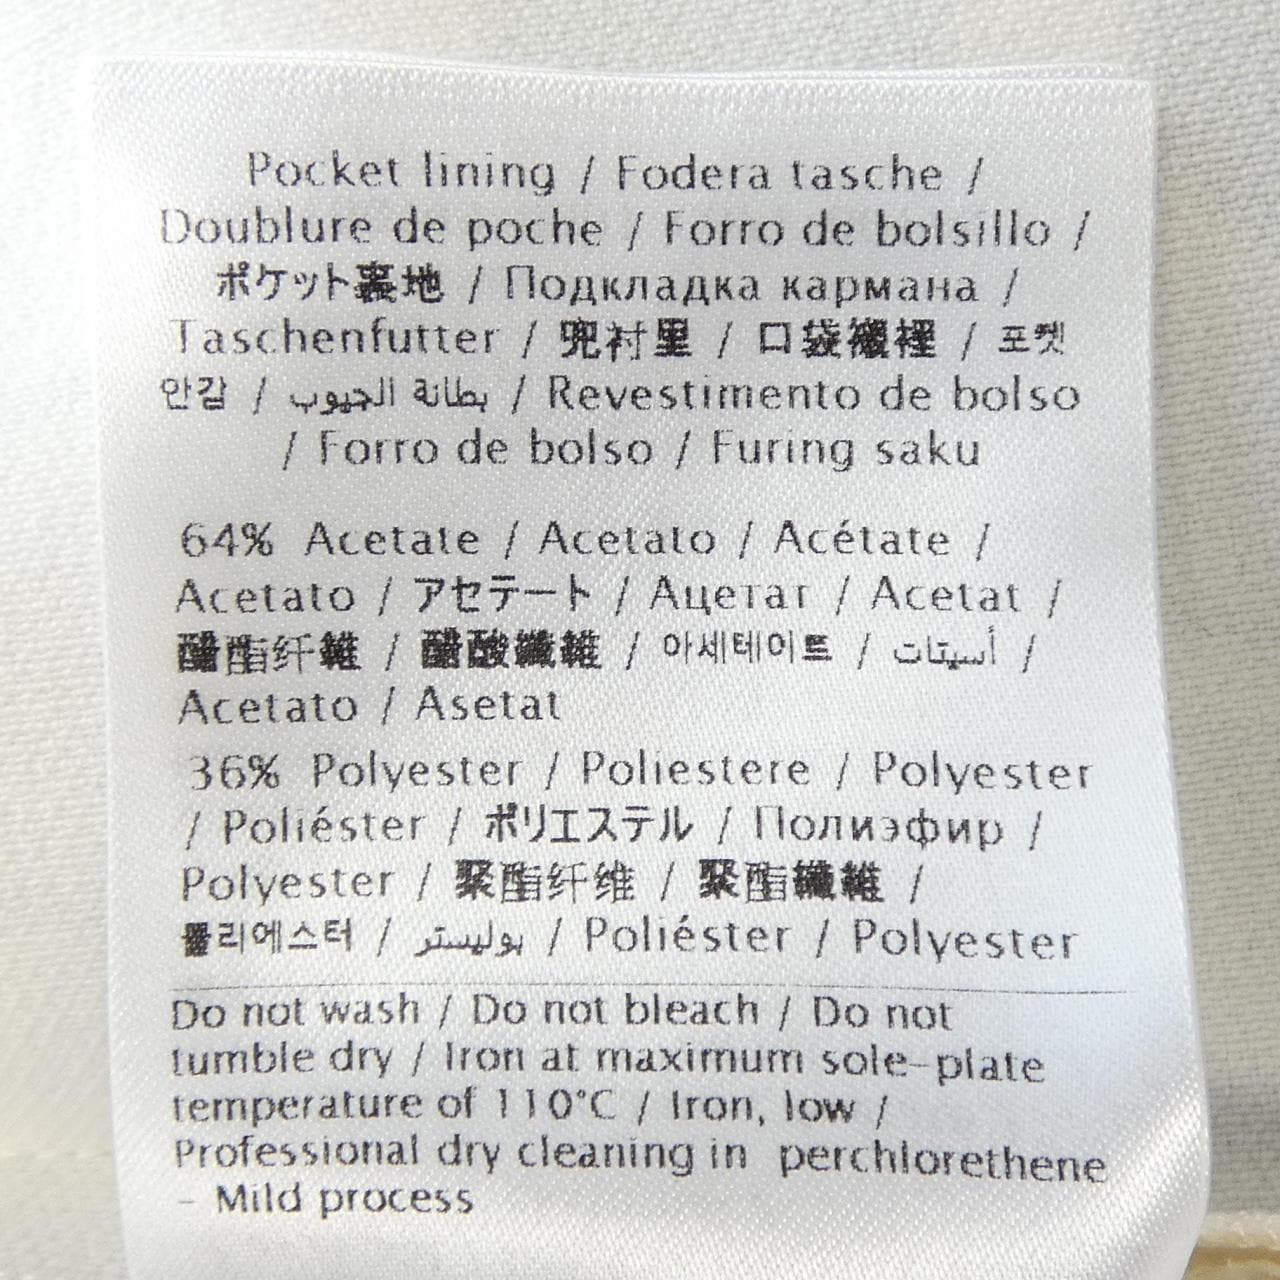 Pocket lining / Fodera tasche /
Doublure de poche / Forro de bolsillo /
ポケット裏地 / Подкладка кармана /
Taschenfutter / 兜衬里 / 口袋襯裡 / 포켓
안감 / بطانة الجيوب / Revestimento de bolso
/ Forro de bolso / Furing saku
64% Acetate / Acetato / Acétate /
Acetato / アセテート / Ацетат / Acetat /
醋酯纤維 / 醋酸纖維 / 아세테이트 / أسيتات /
Acetato / Asetat
36% Polyester / Poliestere / Polyester
/ Poliéster / ポリエステル / Полиэфир /
Polyester / 聚酯纤维 / 聚酯纖維 /
폴리에스터 / بوليستر / Poliéster / Polyester
Do not wash / Do not bleach / Do not
tumble dry / Iron at maximum sole-plate
temperature of 110°C / Iron, low /
Professional dry cleaning in perchlorethene
- Mild process